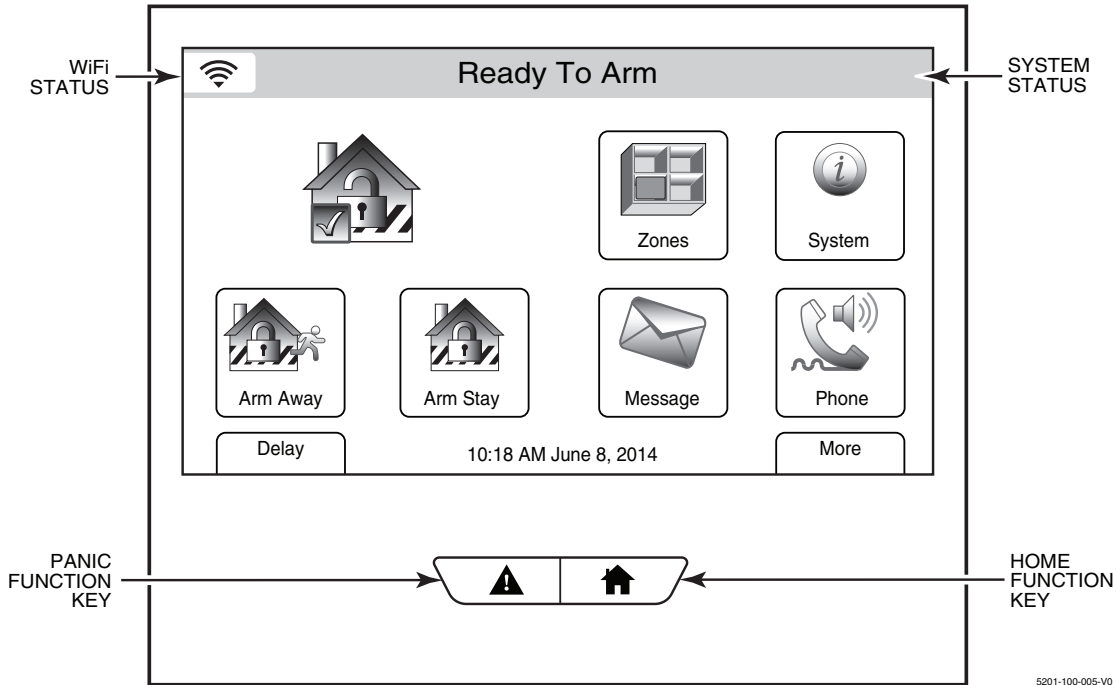 WiFi
STATUS
Ready To Arm
SYSTEM
STATUS
Zones
System
Arm Away
Arm Stay
Message
Phone
Delay
10:18 AM June 8, 2014
More
PANIC
FUNCTION
KEY
HOME
FUNCTION
KEY
5201-100-005-V0